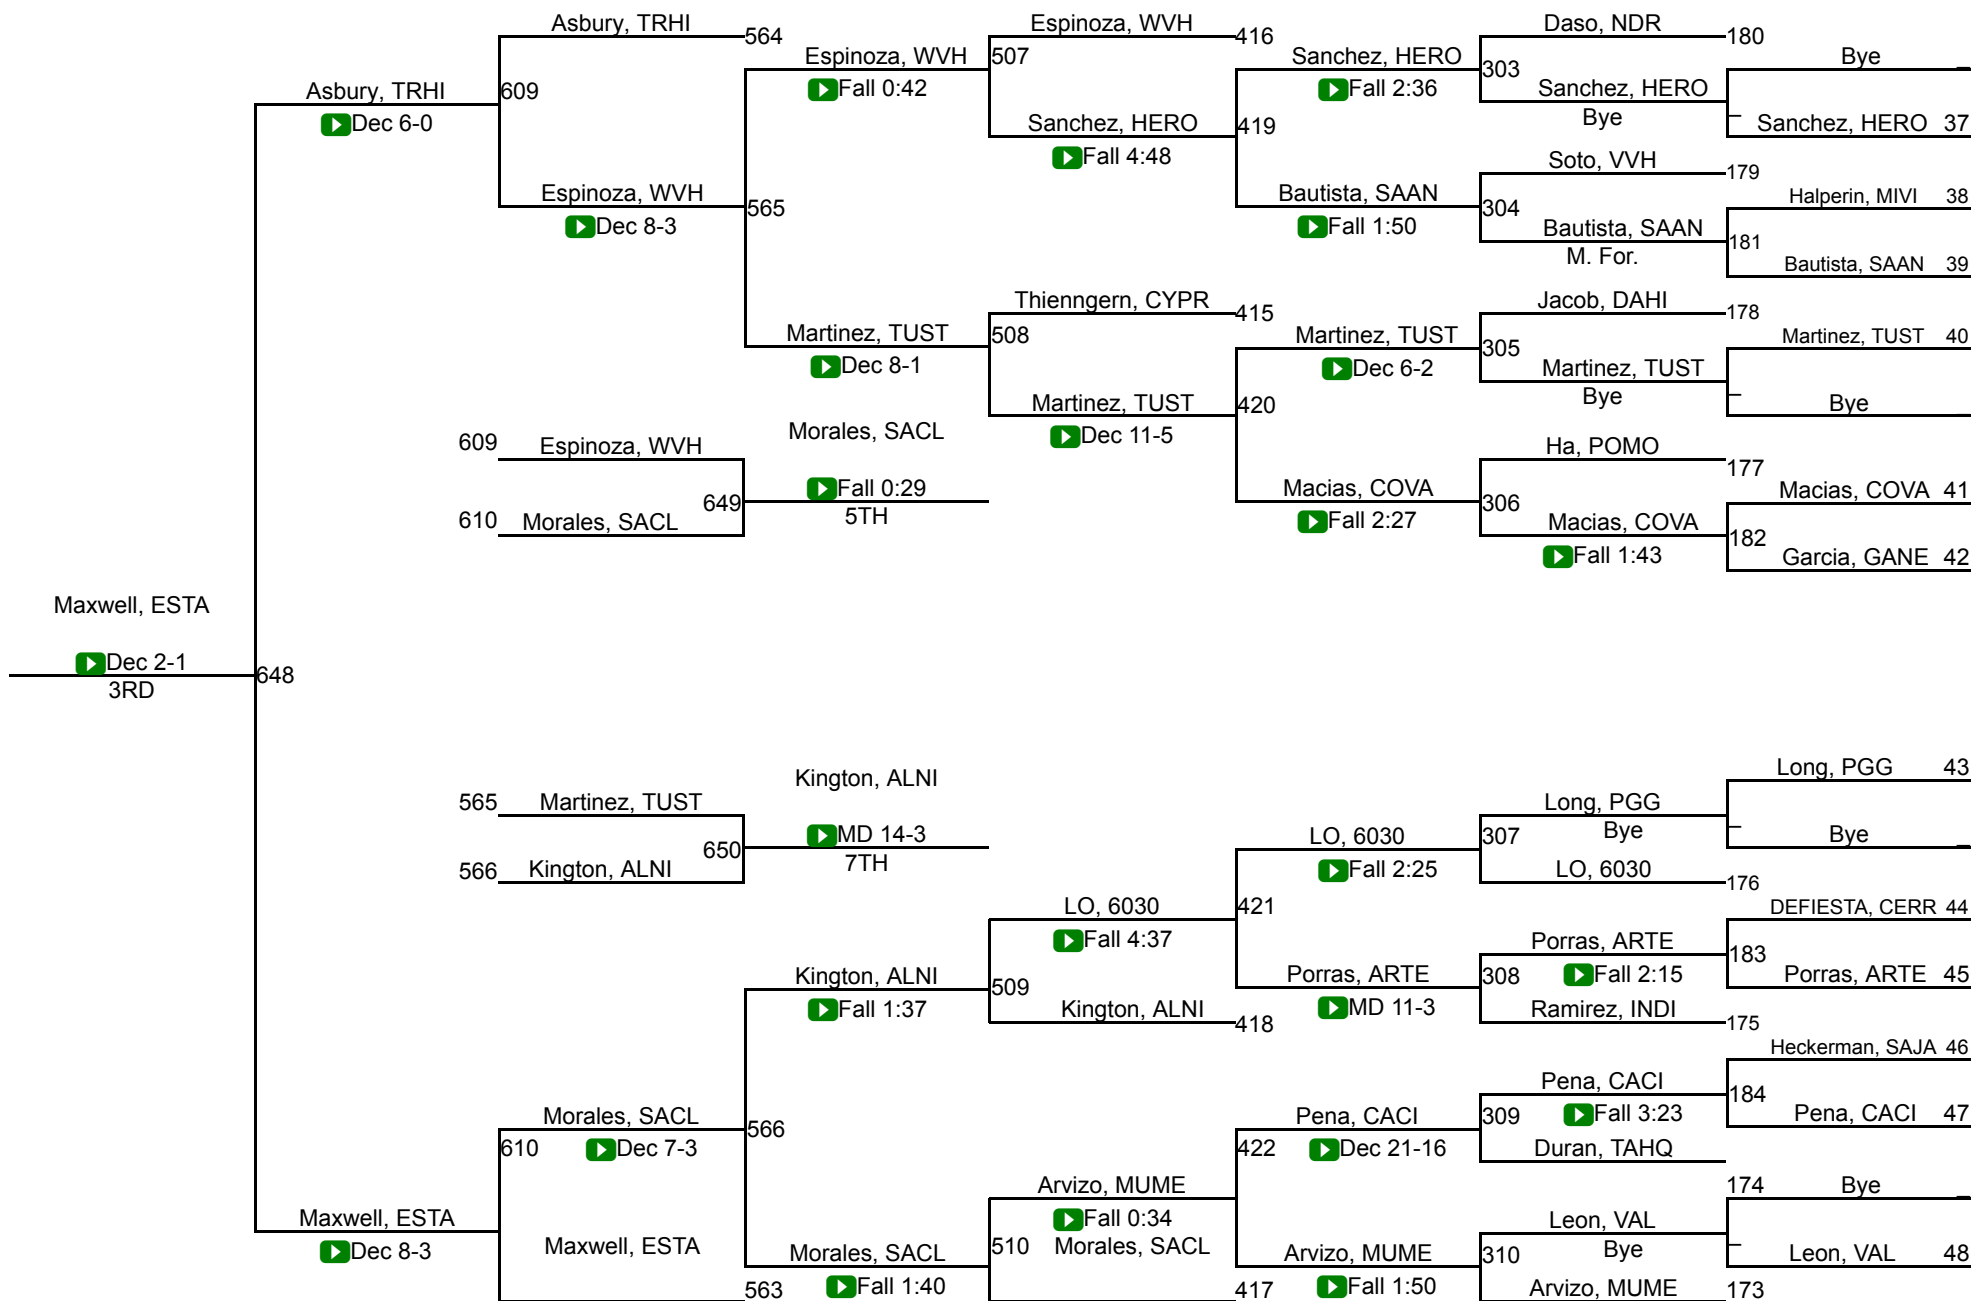 Asbury, TRHI
564
Espinoza, WVH
416
Daso, NDR
180
Bye
Espinoza, WVH
507
Sanchez, HERO
303
Asbury, TRHI
609
Fall 0:42
Fall 2:36
Sanchez, HERO
Dec 6-0
Sanchez, HERO
419
Bye
Sanchez, HERO 37
Fall 4:48
Soto, VVH
179
Espinoza, WVH
565
Bautista, SAAN
304
Halperin, MIVI 38
Dec 8-3
Fall 1:50
Bautista, SAAN
181
M. For.
Bautista, SAAN 39
Thienngern, CYPR
415
Jacob, DAHI
178
Martinez, TUST
508
Martinez, TUST
305
Martinez, TUST 40
Dec 8-1
Dec 6-2
Martinez, TUST
Martinez, TUST
420
Bye
Bye
609
Espinoza, WVH
Morales, SACL
Dec 11-5
Ha, POMO
177
Fall 0:29
Macias, COVA
306
Macias, COVA 41
610
Morales, SACL
649
5TH
Fall 2:27
Macias, COVA
182
Fall 1:43
Garcia, GANE 42
Maxwell, ESTA
Dec 2-1
648
3RD
Kington, ALNI
Long, PGG 43
565
Martinez, TUST
Long, PGG
650
MD 14-3
LO, 6030
307
Bye
Bye
566
Kington, ALNI
7TH
Fall 2:25
LO, 6030
176
LO, 6030
421
DEFIESTA, CERR 44
Fall 4:37
Porras, ARTE
183
Kington, ALNI
509
Porras, ARTE
308
Fall 2:15
Porras, ARTE 45
Fall 1:37
Kington, ALNI
418
MD 11-3
Ramirez, INDI
175
Heckerman, SAJA 46
Pena, CACI
184
Morales, SACL
566
Pena, CACI
309
Fall 3:23
Pena, CACI 47
610
Dec 7-3
422
Dec 21-16
Duran, TAHQ
Arvizo, MUME
174
Bye
Maxwell, ESTA
Fall 0:34
Leon, VAL
Dec 8-3
Maxwell, ESTA
Morales, SACL
510
Morales, SACL
Arvizo, MUME
310
Bye
Leon, VAL 48
563
Fall 1:40
417
Fall 1:50
Arvizo, MUME
173